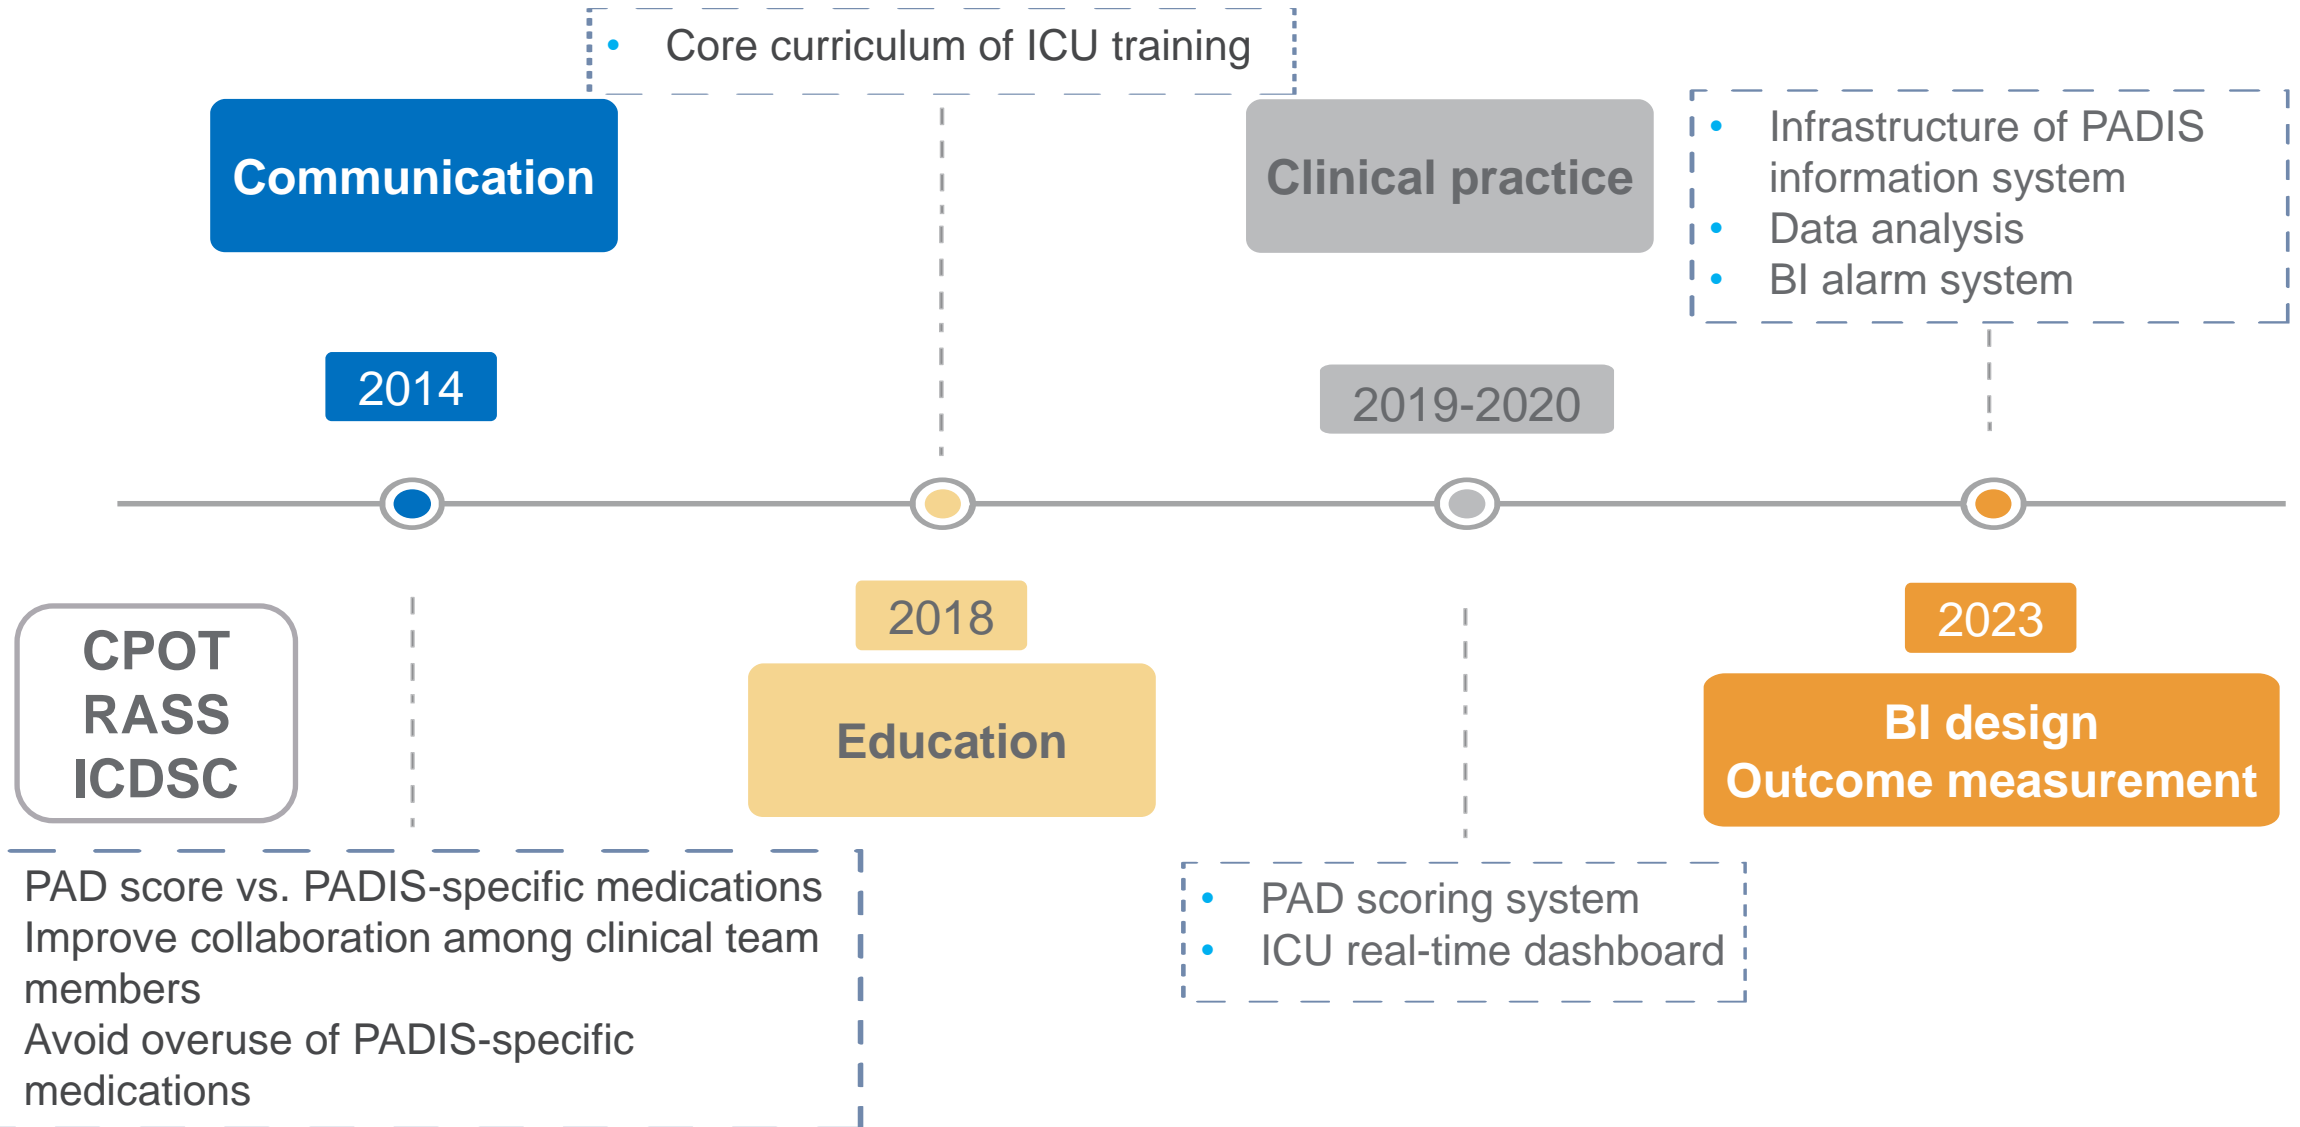 • Core curriculum of ICU training
Communication
Clinical practice
• Infrastructure of PADIS
information system
• Data analysis
• BI alarm system
2014
2019-2020
2018
2023
CPOT
RASS
ICDSC
Education
BI design
Outcome measurement
PAD score vs. PADIS-specific medications
Improve collaboration among clinical team
members
Avoid overuse of PADIS-specific
medications
• PAD scoring system
• ICU real-time dashboard